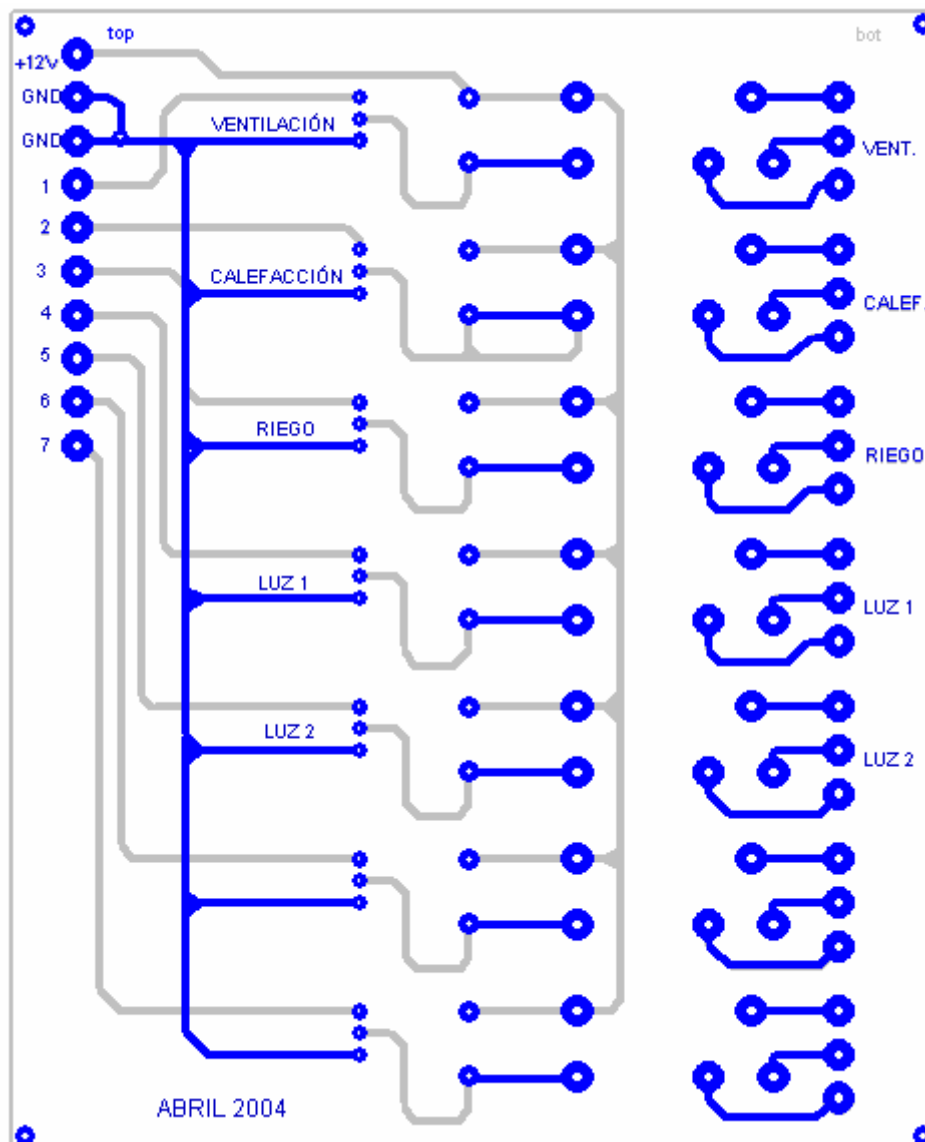 top
bot
+12V
GND
GND
VENTILACIÓN
VENT.
1
2
3
CALEFACCIÓN
CALEF.
4
5
6
RIEGO
RIEGO
7
LUZ 1
LUZ 1
LUZ 2
LUZ 2
ABRIL 2004